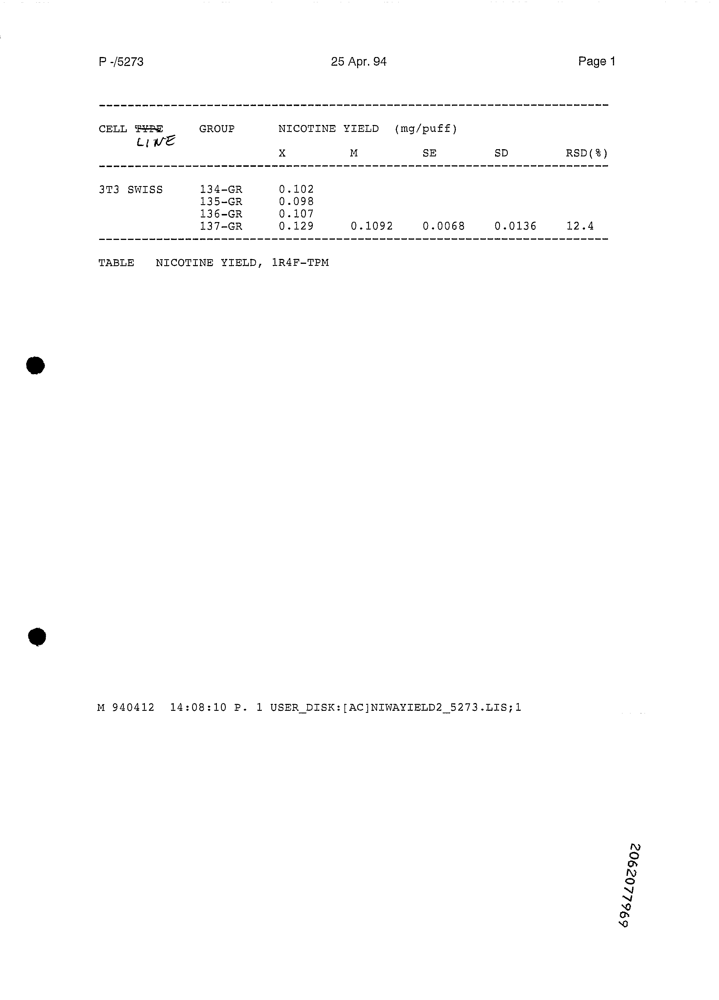 P -/5273 25 Apr. 94 Page 1
CELL TYPE GROUP NICOTINE YIELD (mg/puff)
LINE
X M SE SD RSD(%)
3T3 SWISS 134-GR 0.102
135-GR 0.098
136-GR 0.107
137-GR 0.129 0.1092 0.0068 0.0136 12.4
TABLE NICOTINE YIELD, 1R4F-TPM
M 940412 14:08:10 P. 1 USER_DISK:[AC]NIWAYIELD2_5273.LIS;1
2062077969